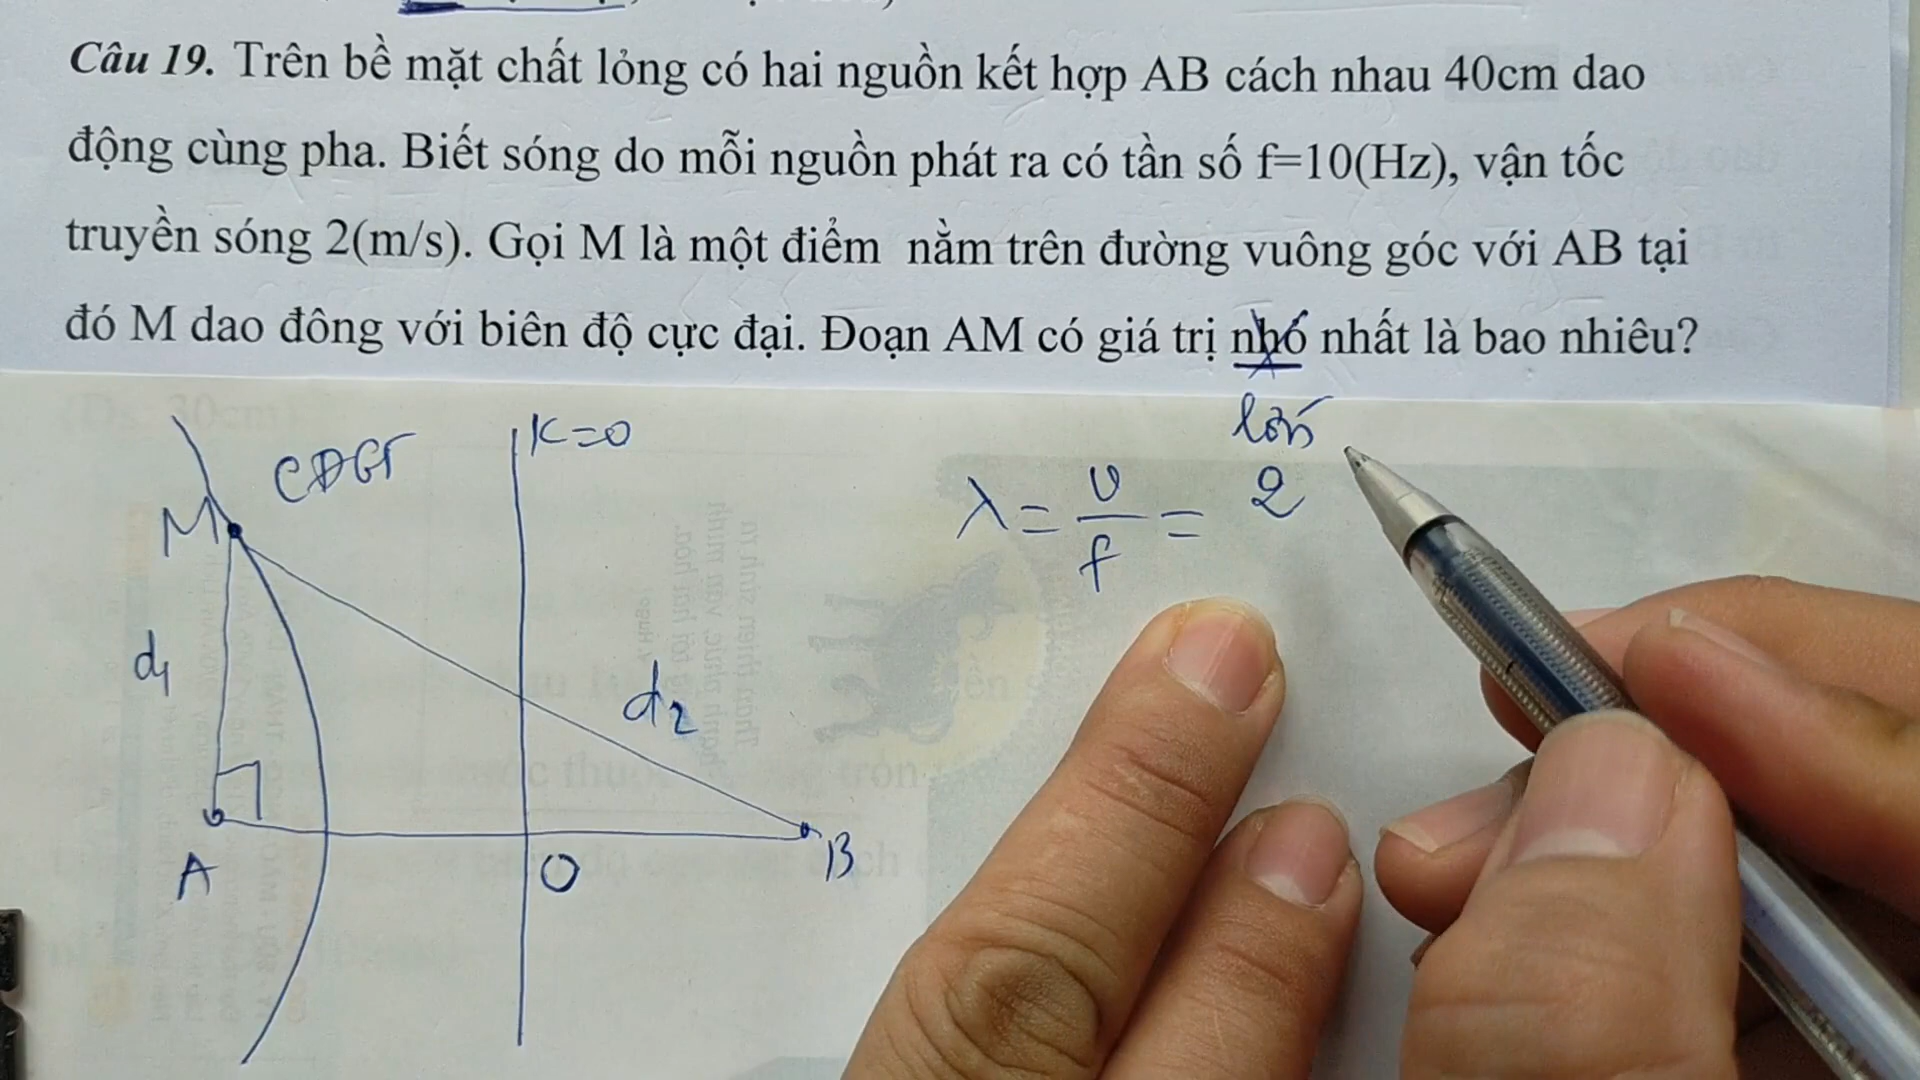 Câu 19. Trên bề mặt chất lỏng có hai nguồn kết hợp AB cách nhau 40cm dao
động cùng pha. Biết sóng do mỗi nguồn phát ra có tần số f=10(Hz), vận tốc
truyền sóng 2(m/s). Gọi M là một điểm nằm trên đường vuông góc với AB tại
đó M dao đông với biên độ cực đại. Đoạn AM có giá trị nhỏ nhất là bao nhiêu?
lớn
K=0
CĐGT
M
λ = v/f = 2
d1
d2
A
O
B